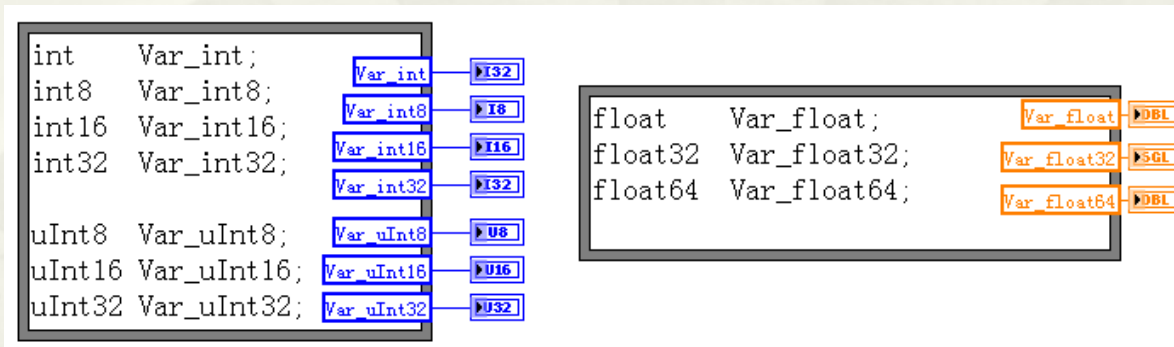 int Var_int;
int8 Var_int8;
int16 Var_int16;
int32 Var_int32;
uInt8 Var_uInt8;
uInt16 Var_uInt16;
uInt32 Var_uInt32;
Var_int I32
Var_int8 I8
Var_int16 I16
Var_int32 I32
Var_uInt8 U8
Var_uInt16 U16
Var_uInt32 U32
float Var_float;
float32 Var_float32;
float64 Var_float64;
Var_float DBL
Var_float32 SGL
Var_float64 DBL